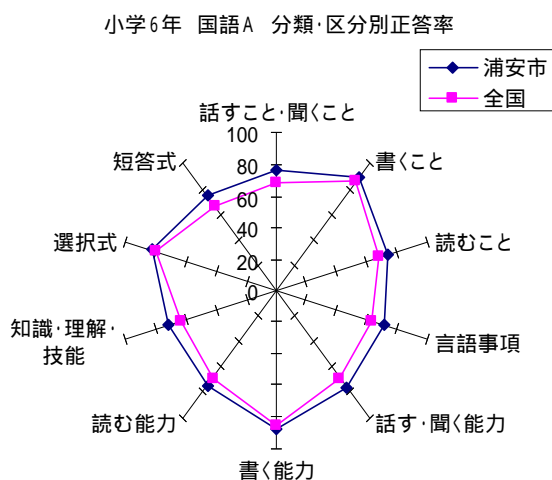 小学6年 国語A 分類・区分別正答率
浦安市
全国
話すこと・聞くこと
書くこと
読むこと
言語事項
話す・聞く能力
書く能力
読む能力
知識・理解・
技能
選択式
短答式
100
80
60
40
20
0